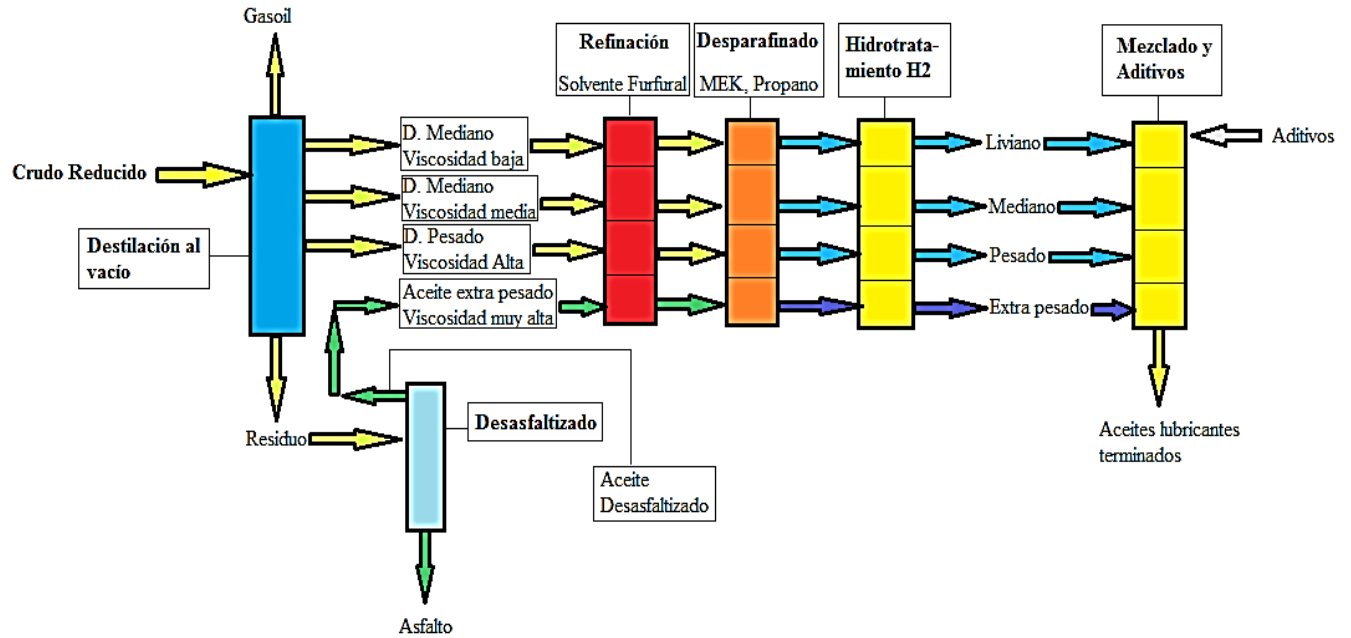 Gasoil
Refinación
Solvente Furfural
Desparafinado
MEK, Propano
Hidrotrata-
miento H2
Mezclado y
Aditivos
Crudo Reducido
D. Mediano
Viscosidad baja
D. Mediano
Viscosidad media
D. Pesado
Viscosidad Alta
Aceite extra pesado
Viscosidad muy alta
Liviano
Mediano
Pesado
Extra pesado
Aditivos
Destilación al
vacío
Residuo
Desasfaltizado
Aceite
Desasfaltizado
Asfalto
Aceites lubricantes
terminados